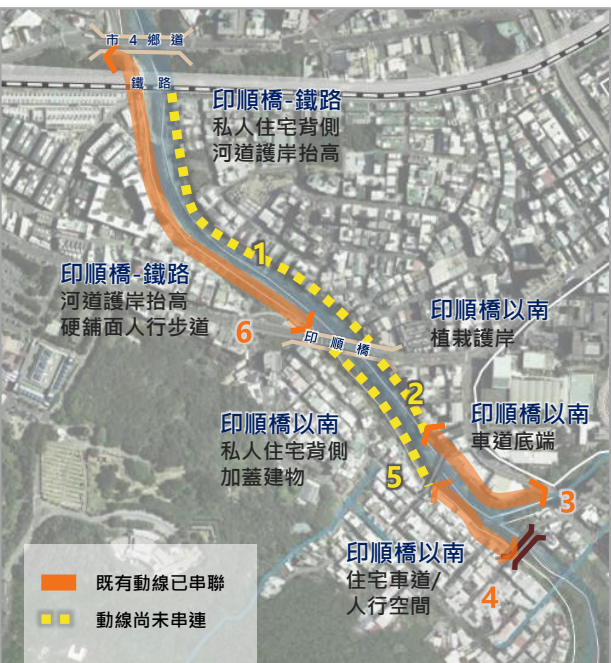 市4鄉道
鐵路
印順橋-鐵路
私人住宅背側
河道護岸抬高
1
印順橋-鐵路
河道護岸抬高
硬鋪面人行步道
6
印順橋
印順橋以南
植栽護岸
2
印順橋以南
車道底端
3
印順橋以南
私人住宅背側
加蓋建物
5
印順橋以南
住宅車道/
人行空間
4
既有動線已串聯
動線尚未串連